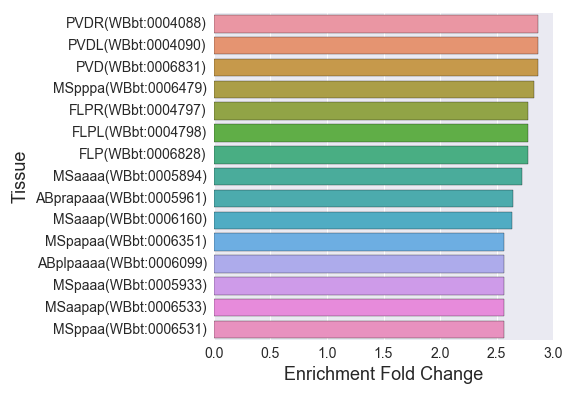 PVDR(WBbt:0004088)
PVDL(WBbt:0004090)
PVD(WBbt:0006831)
MSpppa(WBbt:0006479)
FLPR(WBbt:0004797)
FLPL(WBbt:0004798)
FLP(WBbt:0006828)
MSaaaa(WBbt:0005894)
ABprapaaa(WBbt:0005961)
MSaaap(WBbt:0006160)
MSpapaa(WBbt:0006351)
ABplpaaaa(WBbt:0006099)
MSpaaa(WBbt:0005933)
MSaapap(WBbt:0006533)
MSppaa(WBbt:0006531)
Tissue
0.0 0.5 1.0 1.5 2.0 2.5 3.0
Enrichment Fold Change